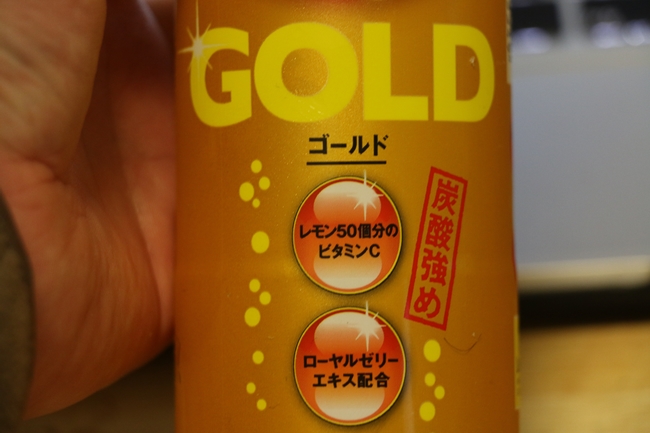 GOLD
ゴールド
炭酸強め
レモン50個分の
ビタミンC
ローヤルゼリー
エキス配合